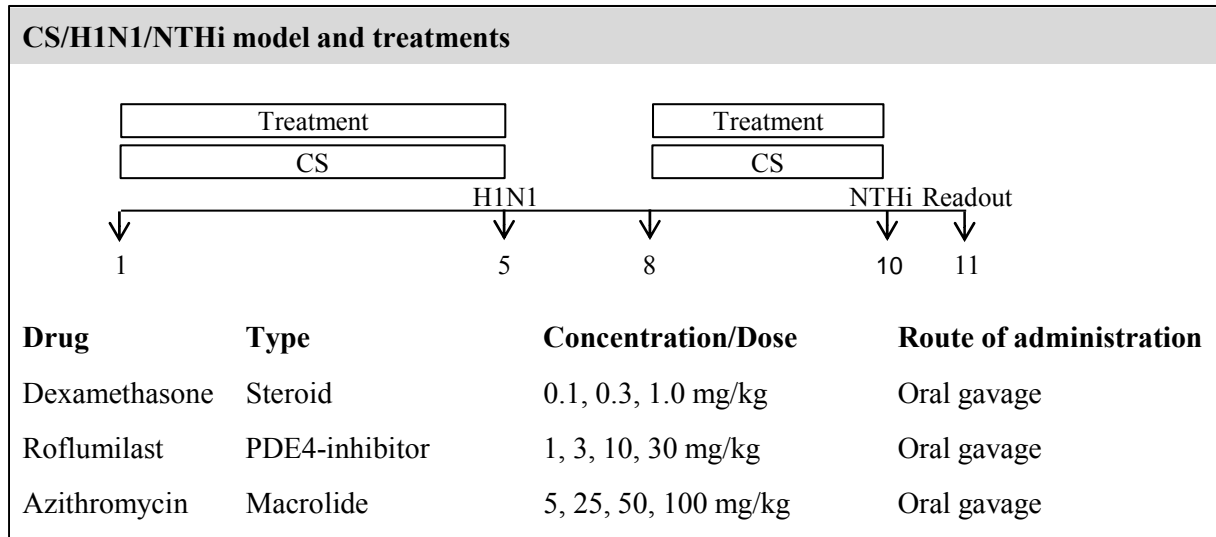 CS/H1N1/NTHi model and treatments
Treatment Treatment
CS CS
H1N1 NTHi Readout
1 5 8 10 11
Drug Type Concentration/Dose Route of administration
Dexamethasone Steroid 0.1, 0.3, 1.0 mg/kg Oral gavage
Roflumilast PDE4-inhibitor 1, 3, 10, 30 mg/kg Oral gavage
Azithromycin Macrolide 5, 25, 50, 100 mg/kg Oral gavage